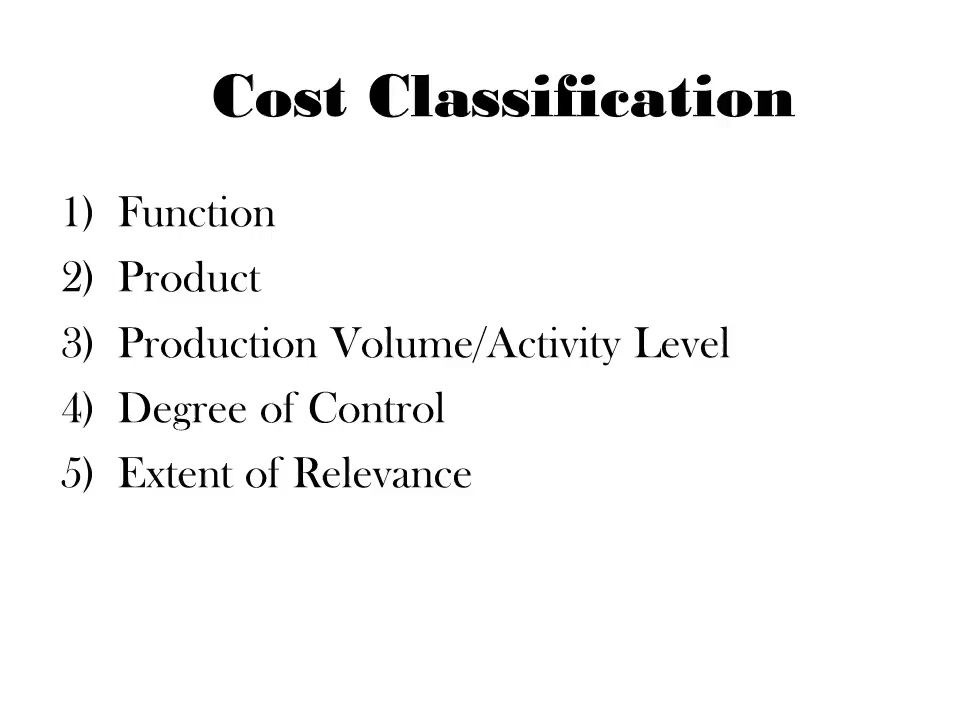 Cost Classification
1) Function
2) Product
3) Production Volume/Activity Level
4) Degree of Control
5) Extent of Relevance